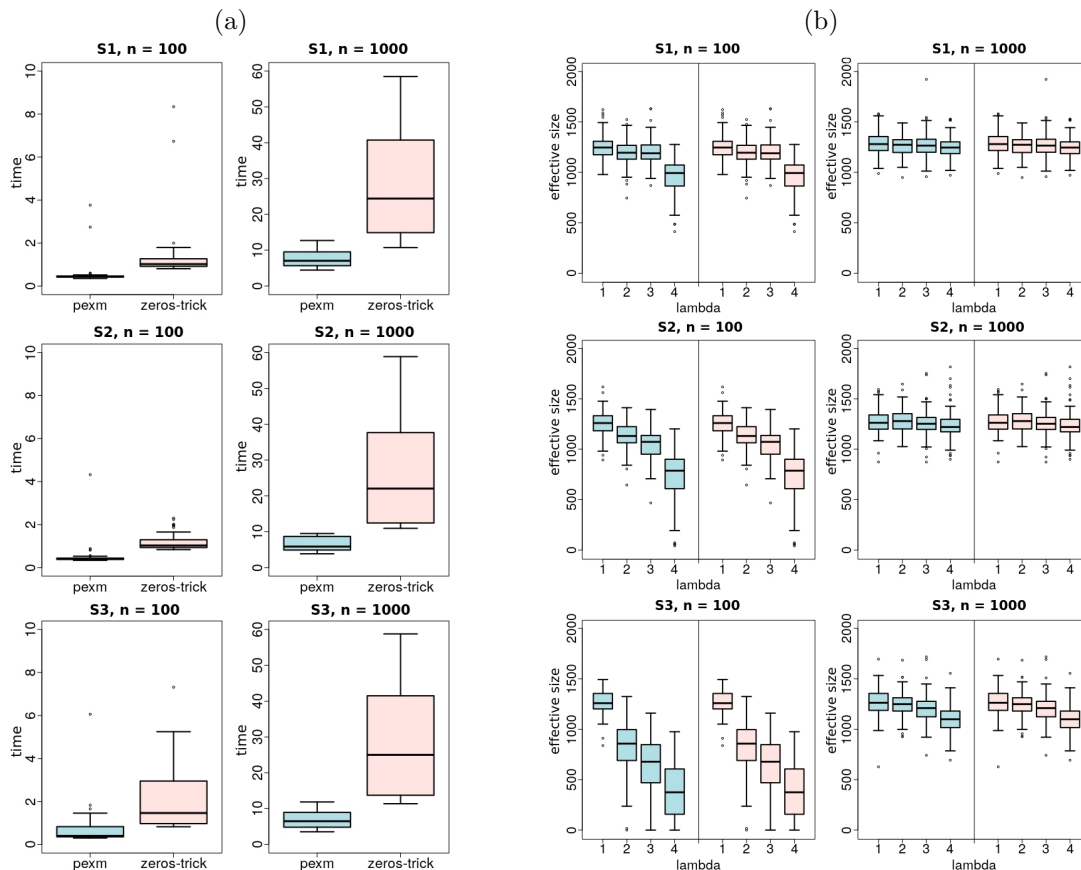 (a)
(b)
S1, n = 100
S1, n = 1000
S1, n = 100
S1, n = 1000
time
0 2 4 6 8 10
pexm zeros-trick
time
0 10 20 30 40 50 60
pexm zeros-trick
effective size
0 500 1000 1500 2000
1 2 3 4 1 2 3 4
lambda
effective size
0 500 1000 1500 2000
1 2 3 4 1 2 3 4
lambda
S2, n = 100
S2, n = 1000
S2, n = 100
S2, n = 1000
time
0 2 4 6 8 10
pexm zeros-trick
time
0 10 20 30 40 50 60
pexm zeros-trick
effective size
0 500 1000 1500 2000
1 2 3 4 1 2 3 4
lambda
effective size
0 500 1000 1500 2000
1 2 3 4 1 2 3 4
lambda
S3, n = 100
S3, n = 1000
S3, n = 100
S3, n = 1000
time
0 2 4 6 8 10
pexm zeros-trick
time
0 10 20 30 40 50 60
pexm zeros-trick
effective size
0 500 1000 1500 2000
1 2 3 4 1 2 3 4
lambda
effective size
0 500 1000 1500 2000
1 2 3 4 1 2 3 4
lambda